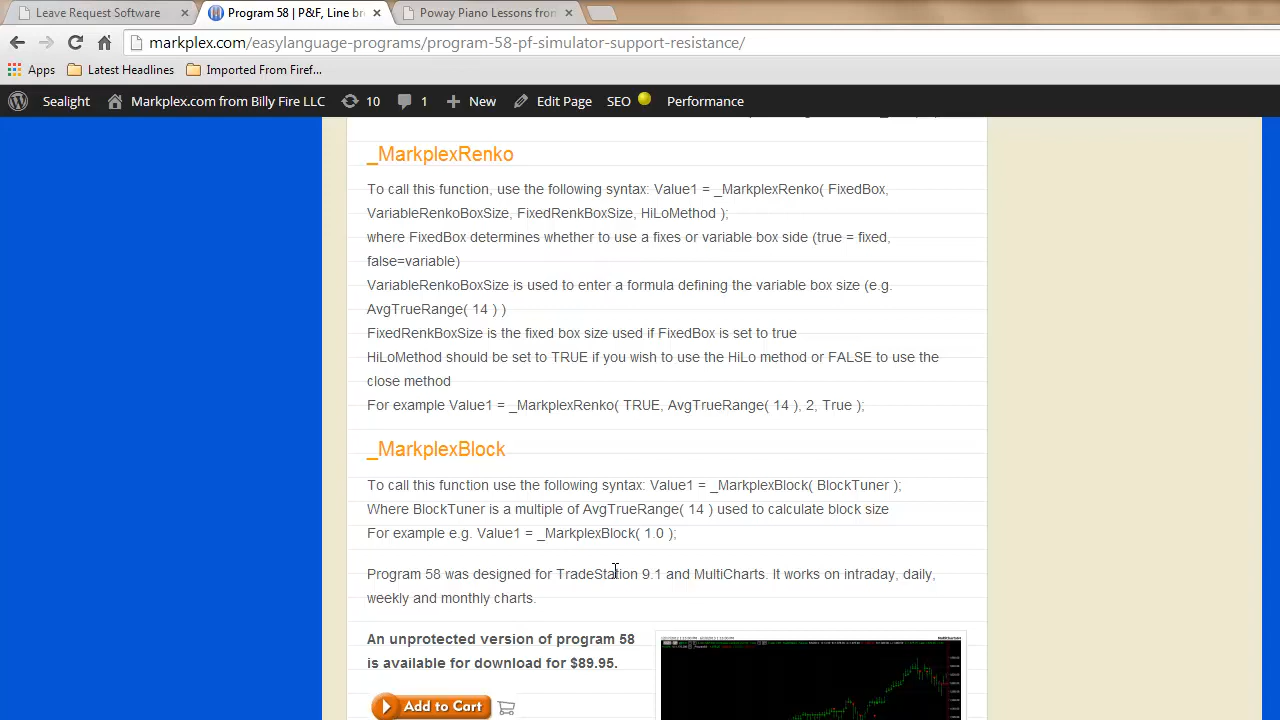 Leave Request Software
Program 58 | P&F, Line br
Poway Piano Lessons from
markplex.com/easylanguage-programs/program-58-pf-simulator-support-resistance/
Apps
Latest Headlines
Imported From Firef...
Sealight
Markplex.com from Billy Fire LLC
10
1
New
Edit Page
SEO
Performance
_MarkplexRenko
To call this function, use the following syntax: Value1 = _MarkplexRenko( FixedBox,
VariableRenkoBoxSize, FixedRenkBoxSize, HiLoMethod );
where FixedBox determines whether to use a fixes or variable box side (true = fixed,
false=variable)
VariableRenkoBoxSize is used to enter a formula defining the variable box size (e.g.
AvgTrueRange( 14 ) )
FixedRenkBoxSize is the fixed box size used if FixedBox is set to true
HiLoMethod should be set to TRUE if you wish to use the HiLo method or FALSE to use the
close method
For example Value1 = _MarkplexRenko( TRUE, AvgTrueRange( 14 ), 2, True );
_MarkplexBlock
To call this function use the following syntax: Value1 = _MarkplexBlock( BlockTuner );
Where BlockTuner is a multiple of AvgTrueRange( 14 ) used to calculate block size
For example e.g. Value1 = _MarkplexBlock( 1.0 );
Program 58 was designed for TradeStation 9.1 and MultiCharts. It works on intraday, daily,
weekly and monthly charts.
An unprotected version of program 58
is available for download for $89.95.
Add to Cart